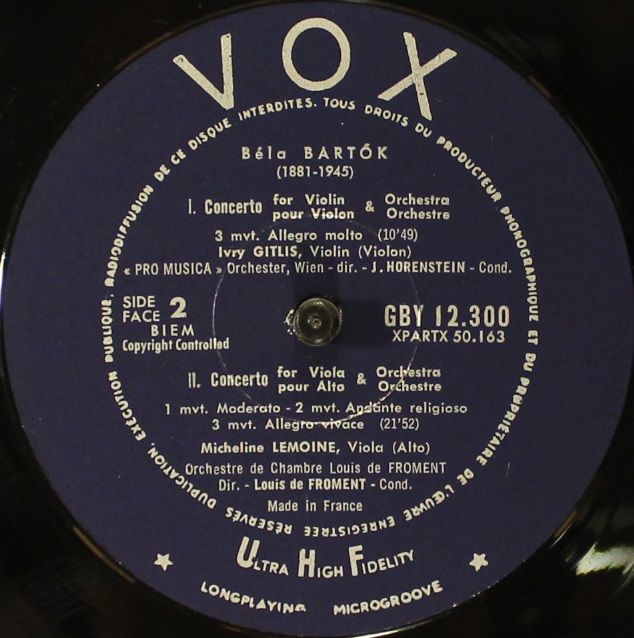 VOX
EXÉCUTION PUBLIQUE, RADIODIFFUSION DE CE DISQUE INTERDITES. TOUS DROITS DU PRODUCTEUR PHONOGRAPHIQUE ET DU PROPRIÉTAIRE DE L'ŒUVRE ENREGISTRÉE RÉSERVÉS DUPLICATION,
Béla BARTÓK
(1881-1945)
I. Concerto for Violin & Orchestra
pour Violon Orchestre
3 mvt. Allegro molto (10'49)
Ivry GITLIS, Violin (Violon)
« PRO MUSICA » Orchester, Wien - dir. - J. HORENSTEIN - Cond.
SIDE
FACE 2
BIEM
Copyright Controlled
GBY 12.300
XPARTX 50.163
II. Concerto for Viola & Orchestra
pour Alto Orchestre
1 mvt. Moderato - 2 mvt. Andante religioso
3 mvt. Allegro vivace (21'52)
Micheline LEMOINE, Viola (Alto)
Orchestre de Chambre Louis de FROMENT
Dir. - Louis de FROMENT - Cond.
Made in France
ULTRA HIGH FIDELITY
LONGPLAYING MICROGROOVE